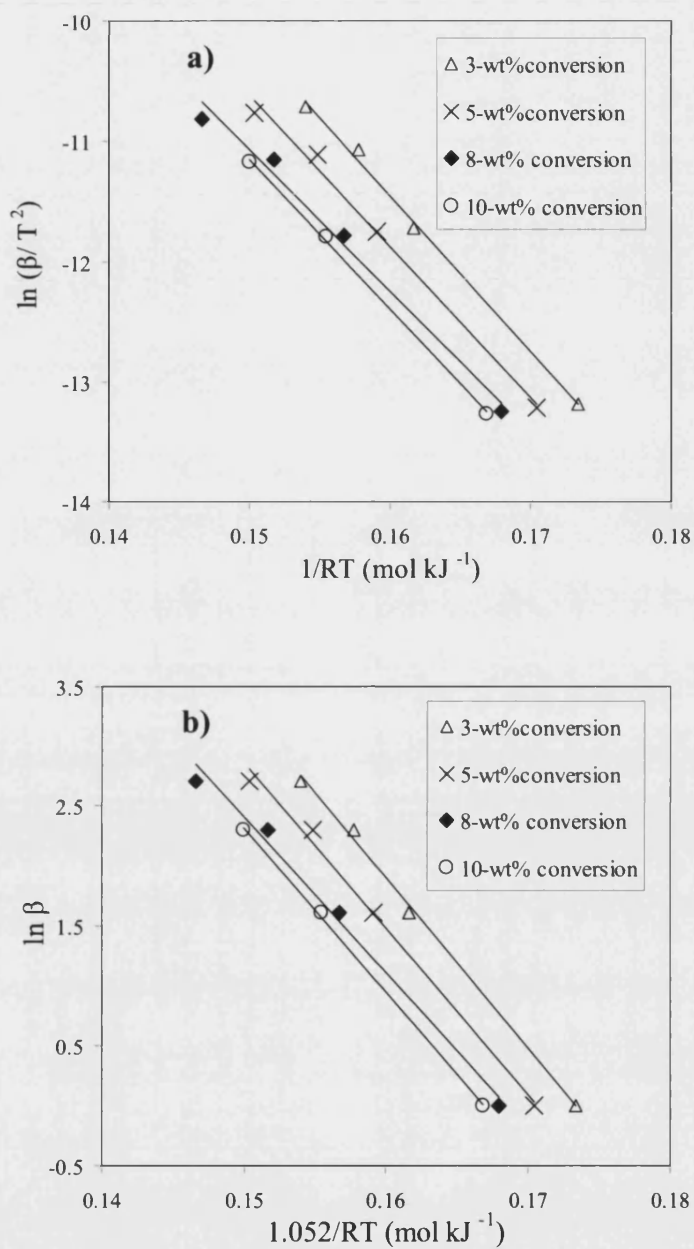 -10
a)
3-wt%conversion
5-wt%conversion
8-wt% conversion
10-wt% conversion
-11
-12
-13
-14
ln (β/T²)
0.14 0.15 0.16 0.17 0.18
1/RT (mol kJ⁻¹)
3.5
b)
3-wt%conversion
5-wt%conversion
8-wt% conversion
10-wt% conversion
2.5
1.5
0.5
-0.5
ln β
0.14 0.15 0.16 0.17 0.18
1.052/RT (mol kJ⁻¹)